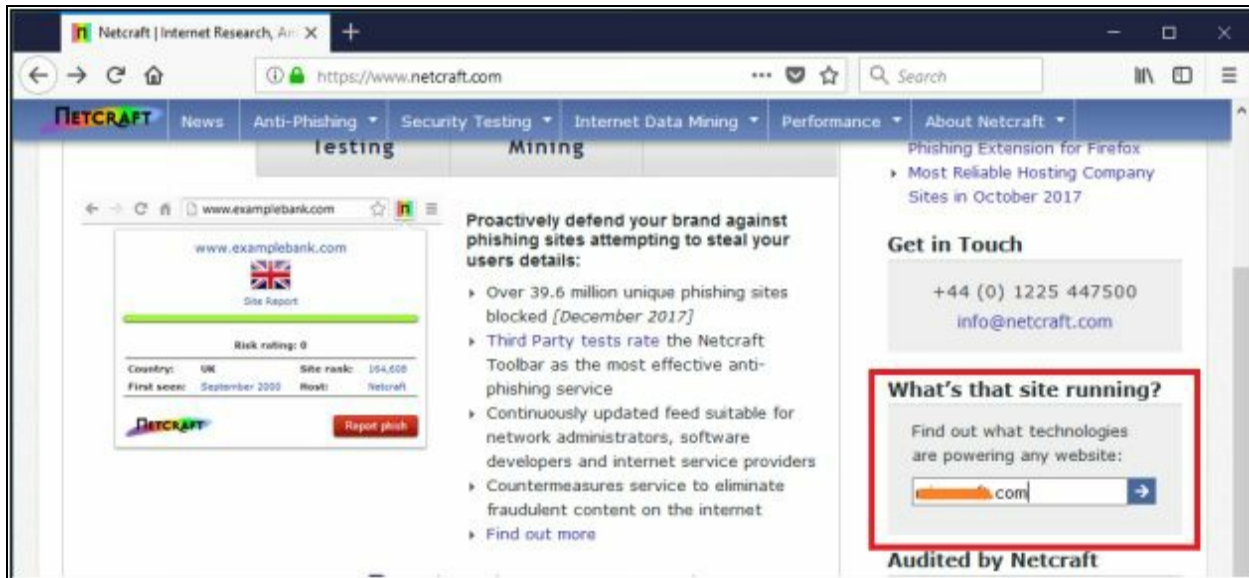 Netcraft | Internet Research, An
https://www.netcraft.com
Search
NETCRAFT News Anti-Phishing Security Testing Internet Data Mining Performance About Netcraft
Testing Mining
www.examplebank.com
www.examplebank.com
Site Report
Risk rating: 0
Country: UK Site rank: 164,608
First seen: September 2000 Host: Netcraft
NETCRAFT Report phish
Proactively defend your brand against
phishing sites attempting to steal your
users details:
Over 39.6 million unique phishing sites
blocked [December 2017]
Third Party tests rate the Netcraft
Toolbar as the most effective anti-
phishing service
Continuously updated feed suitable for
network administrators, software
developers and internet service providers
Countermeasures service to eliminate
fraudulent content on the internet
Find out more
Phishing Extension for Firefox
Most Reliable Hosting Company
Sites in October 2017
Get in Touch
+44 (0) 1225 447500
info@netcraft.com
What's that site running?
Find out what technologies
are powering any website:
.com
Audited by Netcraft